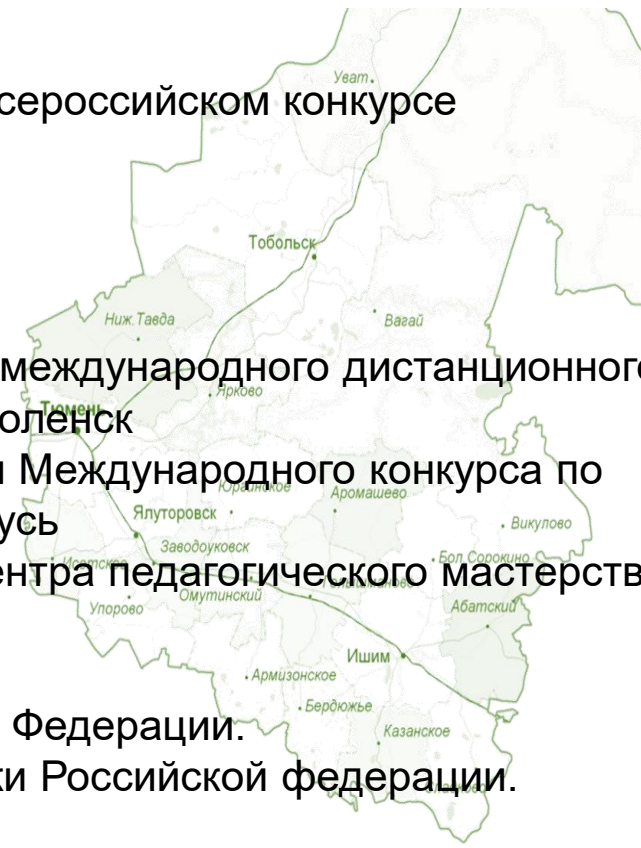 Уват
сероссийском конкурсе
Тобольск
Ниж.Тавда
Вагай
международного дистанционного
Ярково
Тюмень
оленск
и Международного конкурса по
Юргинское
Аромашево
Ялуторовск
усь
Викулово
Заводоуковск
Бол.Сорокино
ентра педагогического мастерств
Омутинский
Упорово
Абатский
Ишим
Армизонское
Бердюжье
Федерации.
Казанское
ки Российской федерации.